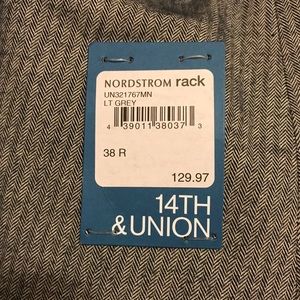 NORDSTROM rack
UN321767MN
LT GREY
4 39011 38037 3
38 R
129.97
14TH
&UNION